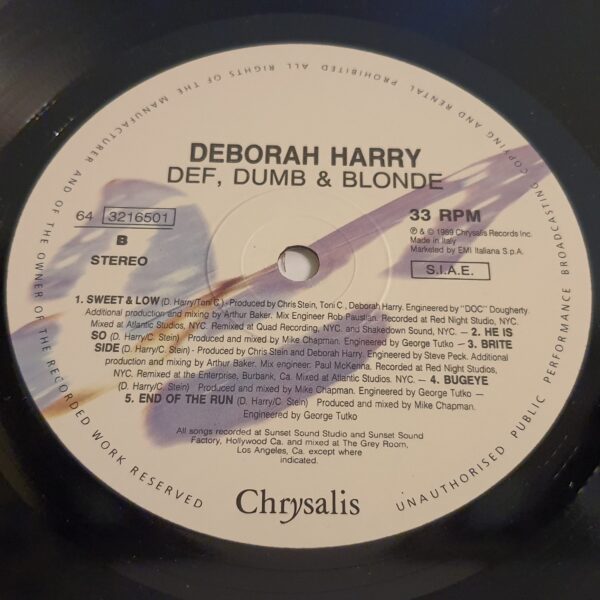 DEBORAH HARRY
DEF, DUMB & BLONDE
64 3216501
B
STEREO
33 RPM
℗ & © 1989 Chrysalis Records Inc.
Made in Italy
Marketed by EMI Italiana S.p.A.
S.I.A.E.
1. SWEET & LOW (D. Harry/Toni C.) - Produced by Chris Stein, Toni C., Deborah Harry. Engineered by "DOC" Dougherty.
Additional production and mixing by Arthur Baker. Mix Engineer Rob Paustian. Recorded at Red Night Studio, NYC.
Mixed at Atlantic Studios, NYC. Remixed at Quad Recording, NYC, and Shakedown Sound, NYC. — 2. HE IS
SO (D. Harry/C. Stein) Produced and mixed by Mike Chapman. Engineered by George Tutko — 3. BRITE
SIDE (D. Harry/C. Stein) - Produced by Chris Stein and Deborah Harry. Engineered by Steve Peck. Additional
production and mixing by Arthur Baker. Mix engineer. Paul McKenna. Recorded at Red Night Studios,
NYC. Remixed at the Enterprise, Burbank, Ca. Mixed at Atlantic Studios. NYC. — 4. BUGEYE
(D. Harry/C. Stein) Produced and mixed by Mike Chapman. Engineered by George Tutko —
5. END OF THE RUN (D. Harry/C. Stein) Produced and mixed by Mike Chapman.
Engineered by George Tutko
All songs recorded at Sunset Sound Studio and Sunset Sound
Factory, Hollywood Ca. and mixed at The Grey Room,
Los Angeles, Ca. except where
indicated.
Chrysalis
ALL RIGHTS OF THE MANUFACTURER AND OF THE OWNER OF THE RECORDED WORK RESERVED
UNAUTHORISED PUBLIC PERFORMANCE BROADCASTING COPYING AND RENTAL PROHIBITED